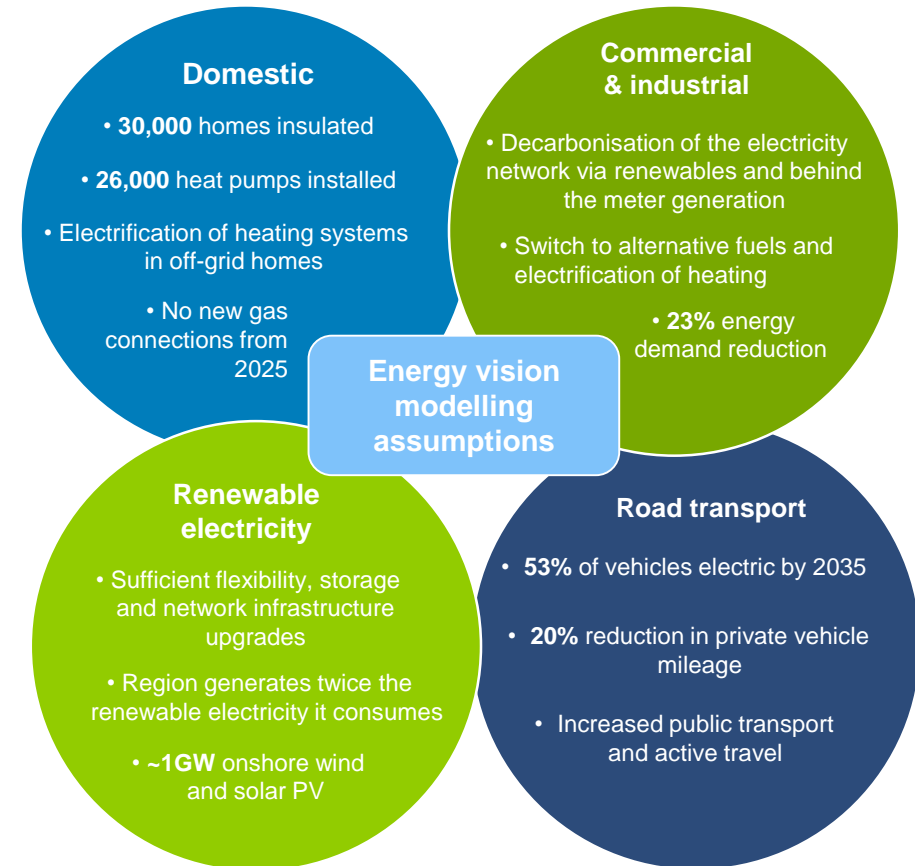 Domestic
• 30,000 homes insulated
• 26,000 heat pumps installed
• Electrification of heating systems
in off-grid homes
• No new gas
connections from
2025
Commercial
& industrial
• Decarbonisation of the electricity
network via renewables and behind
the meter generation
• Switch to alternative fuels and
electrification of heating
• 23% energy
demand reduction
Energy vision
modelling
assumptions
Renewable
electricity
• Sufficient flexibility, storage
and network infrastructure
upgrades
• Region generates twice the
renewable electricity it consumes
• ~1GW onshore wind
and solar PV
Road transport
• 53% of vehicles electric by 2035
• 20% reduction in private vehicle
mileage
• Increased public transport
and active travel